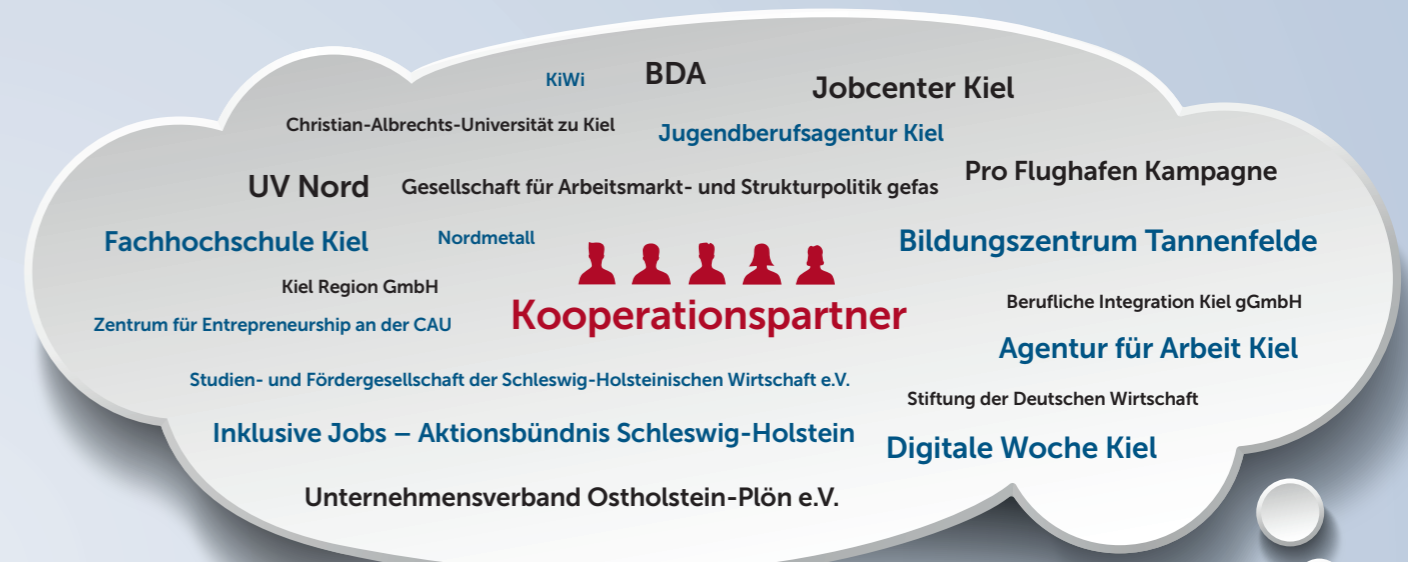 KiWi
BDA
Jobcenter Kiel
Christian-Albrechts-Universität zu Kiel
Jugendberufsagentur Kiel
Pro Flughafen Kampagne
UV Nord
Gesellschaft für Arbeitsmarkt- und Strukturpolitik gefas
Fachhochschule Kiel
Nordmetall
Bildungszentrum Tannenfelde
Kiel Region GmbH
Kooperationspartner
Berufliche Integration Kiel gGmbH
Zentrum für Entrepreneurship an der CAU
Agentur für Arbeit Kiel
Studien- und Fördergesellschaft der Schleswig-Holsteinischen Wirtschaft e.V.
Stiftung der Deutschen Wirtschaft
Inklusive Jobs – Aktionsbündnis Schleswig-Holstein
Digitale Woche Kiel
Unternehmensverband Ostholstein-Plön e.V.